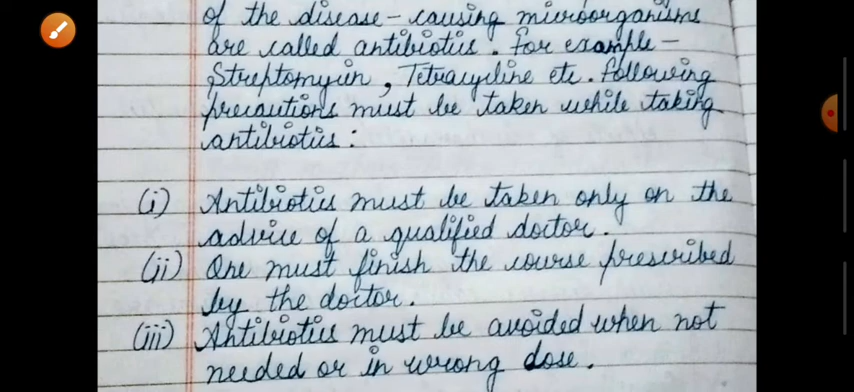 of the disease - causing microorganisms
are called antibiotics. For example -
Streptomycin, Tetracycline etc. Following
precautions must be taken while taking
antibiotics :
(i) Antibiotics must be taken only on the
advice of a qualified doctor.
(ii) One must finish the course prescribed
by the doctor.
(iii) Antibiotics must be avoided when not
needed or in wrong dose.